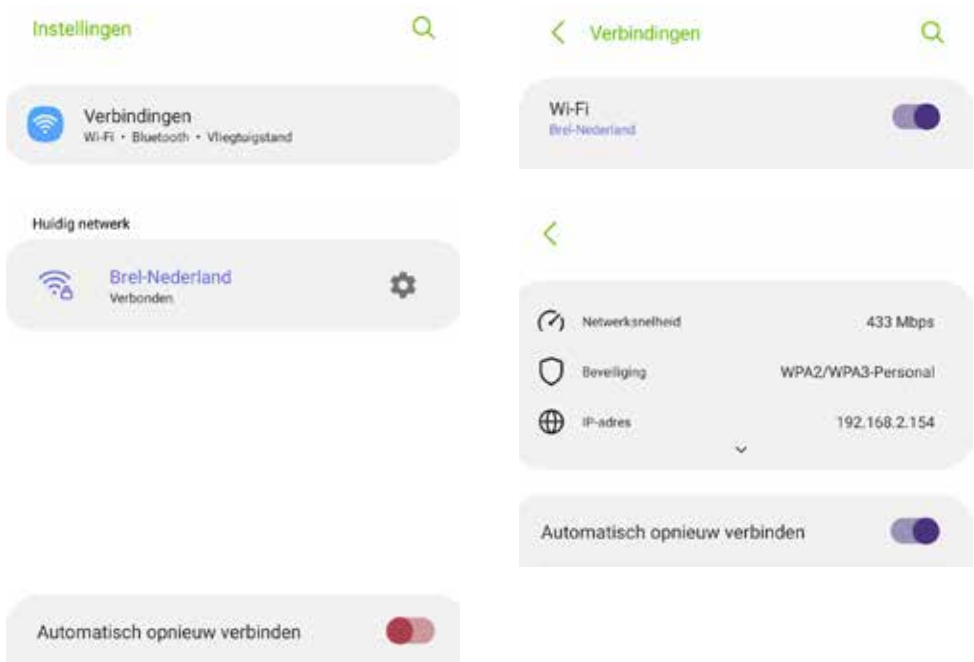 Instellingen
Verbindingen
Wi-Fi • Bluetooth • Vliegtuigstand
Verbindingen
Wi-Fi
Brel-Nederland
Huidig netwerk
Brel-Nederland
Verbonden
Netwerksnelheid 433 Mbps
Beveiliging WPA2/WPA3-Personal
IP-adres 192.168.2.154
Automatisch opnieuw verbinden
Automatisch opnieuw verbinden